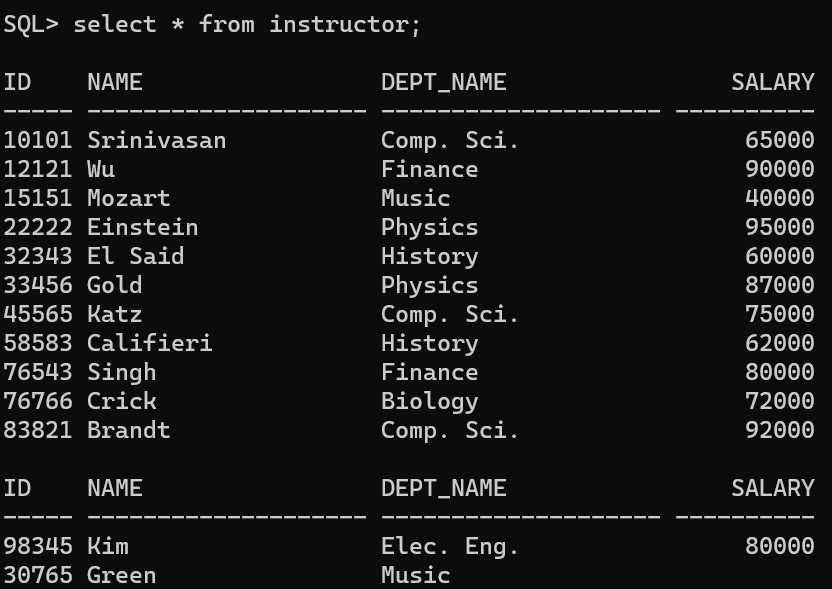 SQL> select * from instructor;
ID    NAME                 DEPT_NAME                SALARY
----- -------------------- -------------------- ----------
10101 Srinivasan           Comp. Sci.                65000
12121 Wu                   Finance                   90000
15151 Mozart               Music                     40000
22222 Einstein             Physics                   95000
32343 El Said              History                   60000
33456 Gold                 Physics                   87000
45565 Katz                 Comp. Sci.                75000
58583 Califieri            History                   62000
76543 Singh                Finance                   80000
76766 Crick                Biology                   72000
83821 Brandt               Comp. Sci.                92000
ID    NAME                 DEPT_NAME                SALARY
----- -------------------- -------------------- ----------
98345 Kim                  Elec. Eng.                80000
30765 Green                Music